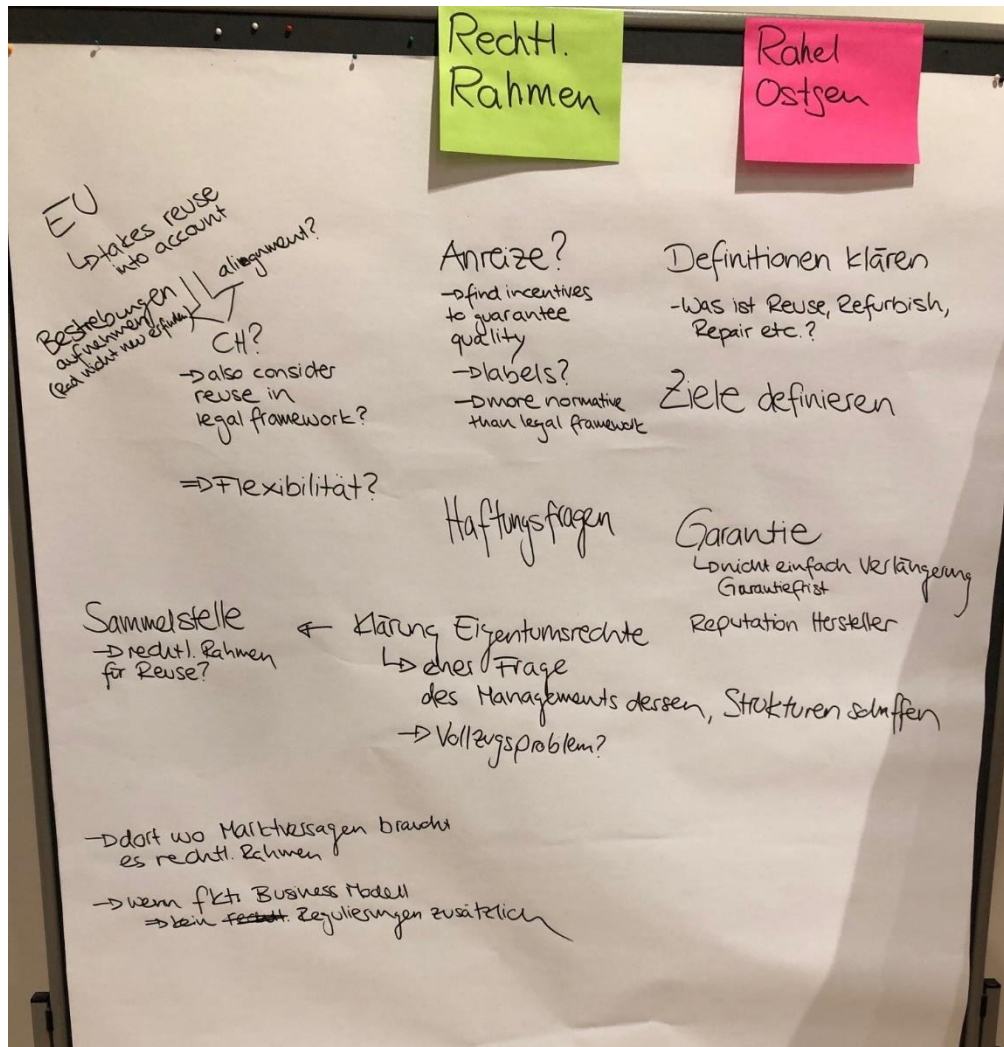 Rechtl.
Rahmen
Rahel
Ostgen
EU
↳ takes reuse
into account
alignment?
Bestrebungen
aufnehmen
(Rad nicht neu erfinden)
CH?
→ also consider
reuse in
legal framework?
⇒ Flexibilität?
Anreize?
→ find incentives
to guarantee
quality
→ labels?
→ more normative
than legal framework
Definitionen klären
- Was ist Reuse, Refurbish,
Repair etc.?
Ziele definieren
Haftungsfragen
Garantie
↳ nicht einfach Verlängerung
Garantiefrist
Reputation Hersteller
Sammelstelle
→ rechtl. Rahmen
für Reuse?
← Klärung Eigentumsrechte
↳ eher Frage
des Managements dessen, Strukturen schaffen
→ Vollzugsproblem?
→ dort wo Marktversagen braucht
es rechtl. Rahmen
→ wenn fkt. Business Modell
⇒ kein Regulierungen zusätzlich